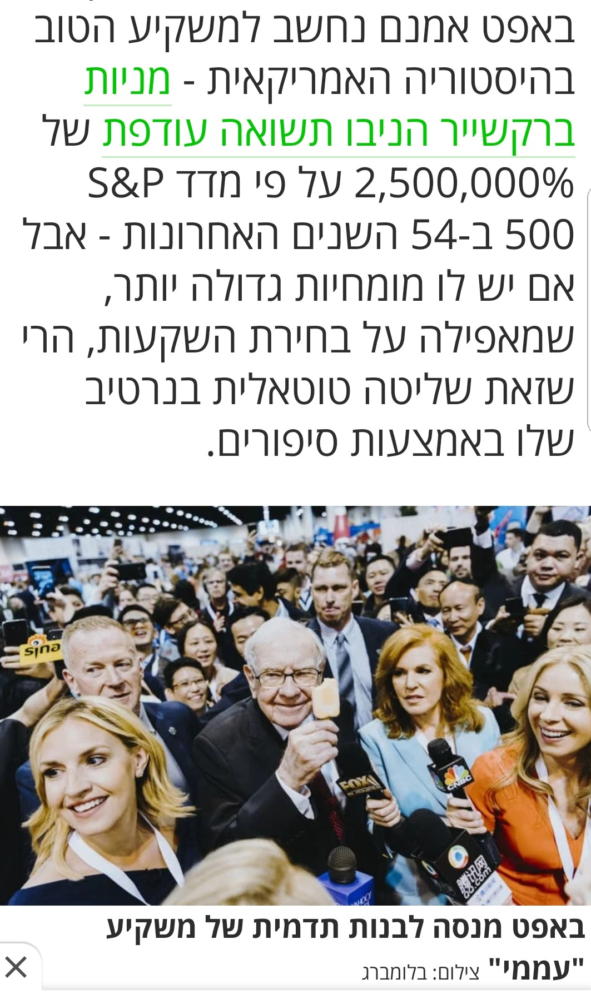 באפט אמנם נחשב למשקיע הטוב
בהיסטוריה האמריקאית - מניות
ברקשייר הניבו תשואה עודפת של
2,500,000% על פי מדד S&P
500 ב-54 השנים האחרונות - אבל
אם יש לו מומחיות גדולה יותר,
שמאפילה על בחירת השקעות, הרי
שזאת שליטה טוטאלית בנרטיב
שלו באמצעות סיפורים.
sına
FOX
CNBC
腾讯网
QQ.com
YAHOO!
באפט מנסה לבנות תדמית של משקיע
"עממי" צילום: בלומברג